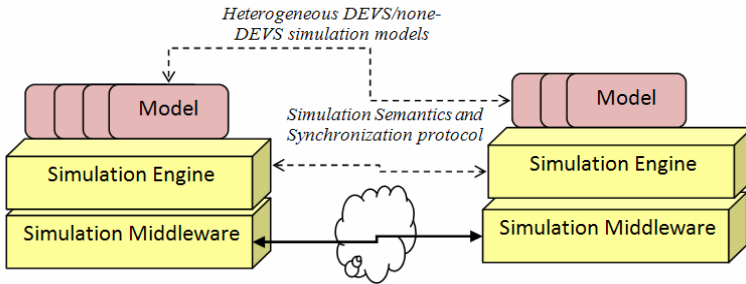 Heterogeneous DEVS/none-
DEVS simulation models
Model
Model
Simulation Semantics and
Synchronization protocol
Simulation Engine
Simulation Engine
Simulation Middleware
Simulation Middleware